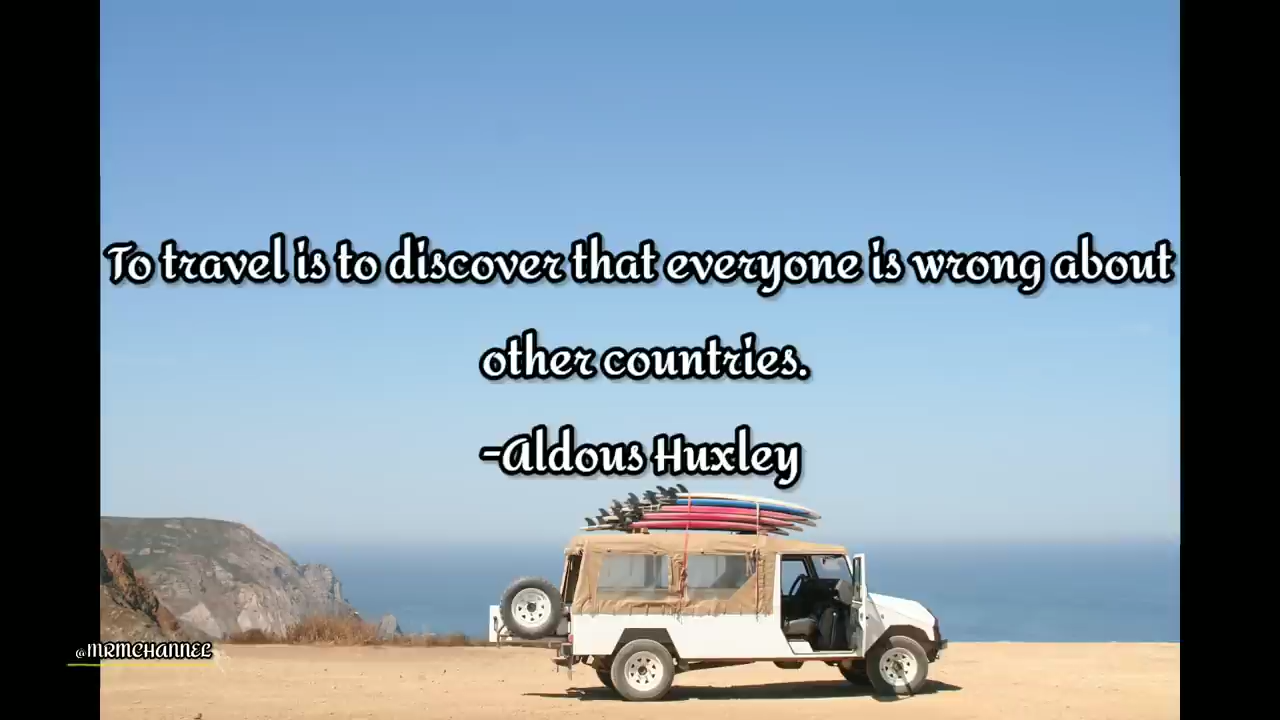 To travel is to discover that everyone is wrong about
other countries.
-Aldous Huxley
@MRMCHANNEL